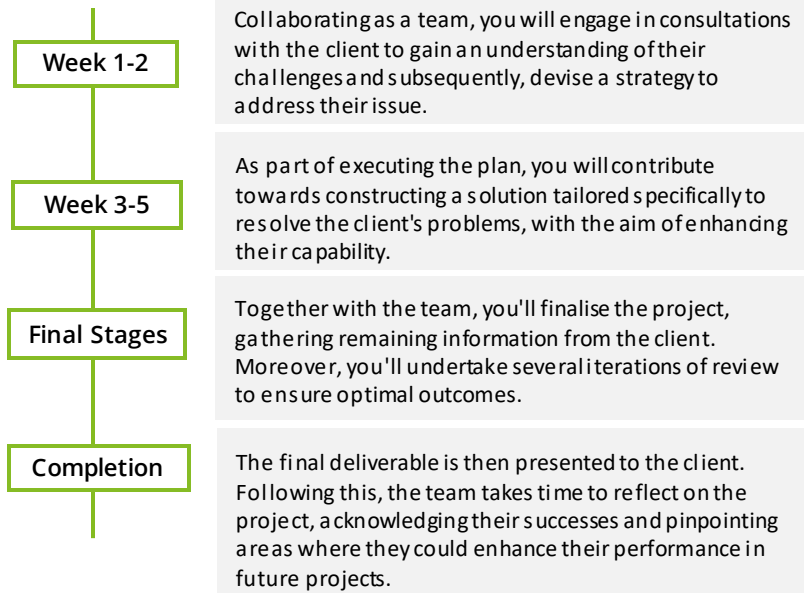 Week 1-2
Collaborating as a team, you will engage in consultations
with the client to gain an understanding of their
challenges and subsequently, devise a strategy to
address their issue.
Week 3-5
As part of executing the plan, you will contribute
towards constructing a solution tailored specifically to
resolve the client's problems, with the aim of enhancing
their capability.
Final Stages
Together with the team, you'll finalise the project,
gathering remaining information from the client.
Moreover, you'll undertake several iterations of review
to ensure optimal outcomes.
Completion
The final deliverable is then presented to the client.
Following this, the team takes time to reflect on the
project, acknowledging their successes and pinpointing
areas where they could enhance their performance in
future projects.